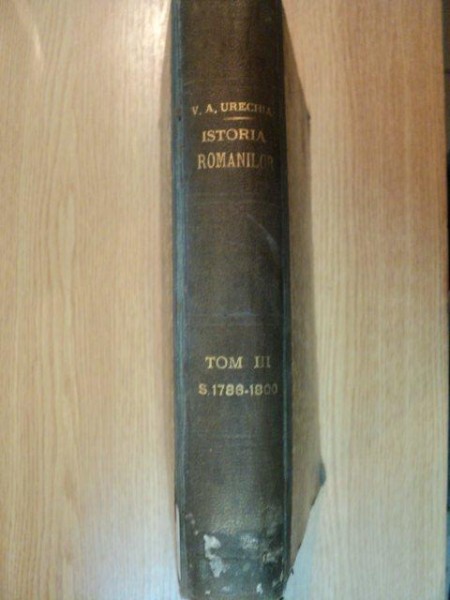 V. A. URECHIA
ISTORIA
ROMANILOR
TOM III
S. 1786-1800